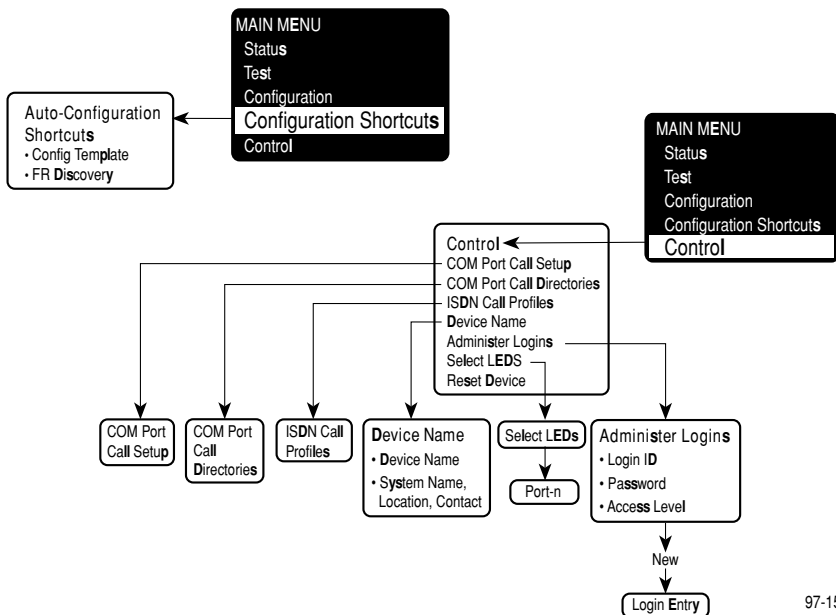 MAIN MENU
Status
Test
Configuration
Configuration Shortcuts
Control
Auto-Configuration
Shortcuts
• Config Template
• FR Discovery
MAIN MENU
Status
Test
Configuration
Configuration Shortcuts
Control
Control
COM Port Call Setup
COM Port Call Directories
ISDN Call Profiles
Device Name
Administer Logins
Select LEDS
Reset Device
COM Port
Call Setup
COM Port
Call
Directories
ISDN Call
Profiles
Device Name
• Device Name
• System Name,
Location, Contact
Select LEDs
Port-n
Administer Logins
• Login ID
• Password
• Access Level
New
Login Entry